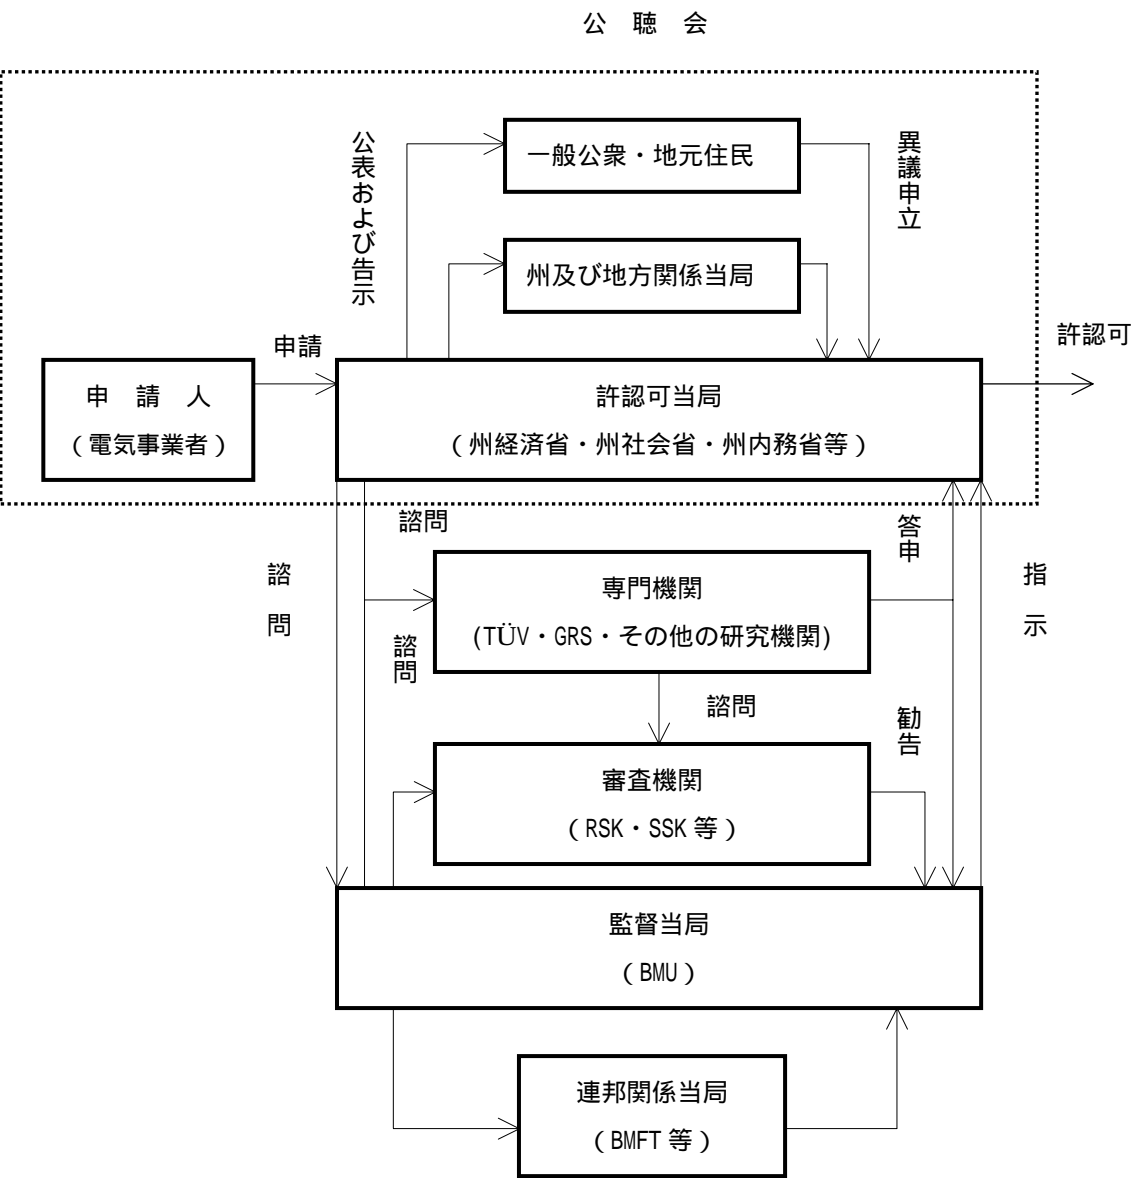 公 聴 会
公表および告示
一般公衆・地元住民
異議申立
州及び地方関係当局
申請
許認可
申 請 人
(電気事業者)
許認可当局
(州経済省・州社会省・州内務省等)
諮問
答申
諮問
指示
専門機関
(TÜV・GRS・その他の研究機関)
諮問
諮問
勧告
審査機関
(RSK・SSK 等)
監督当局
(BMU)
連邦関係当局
(BMFT 等)